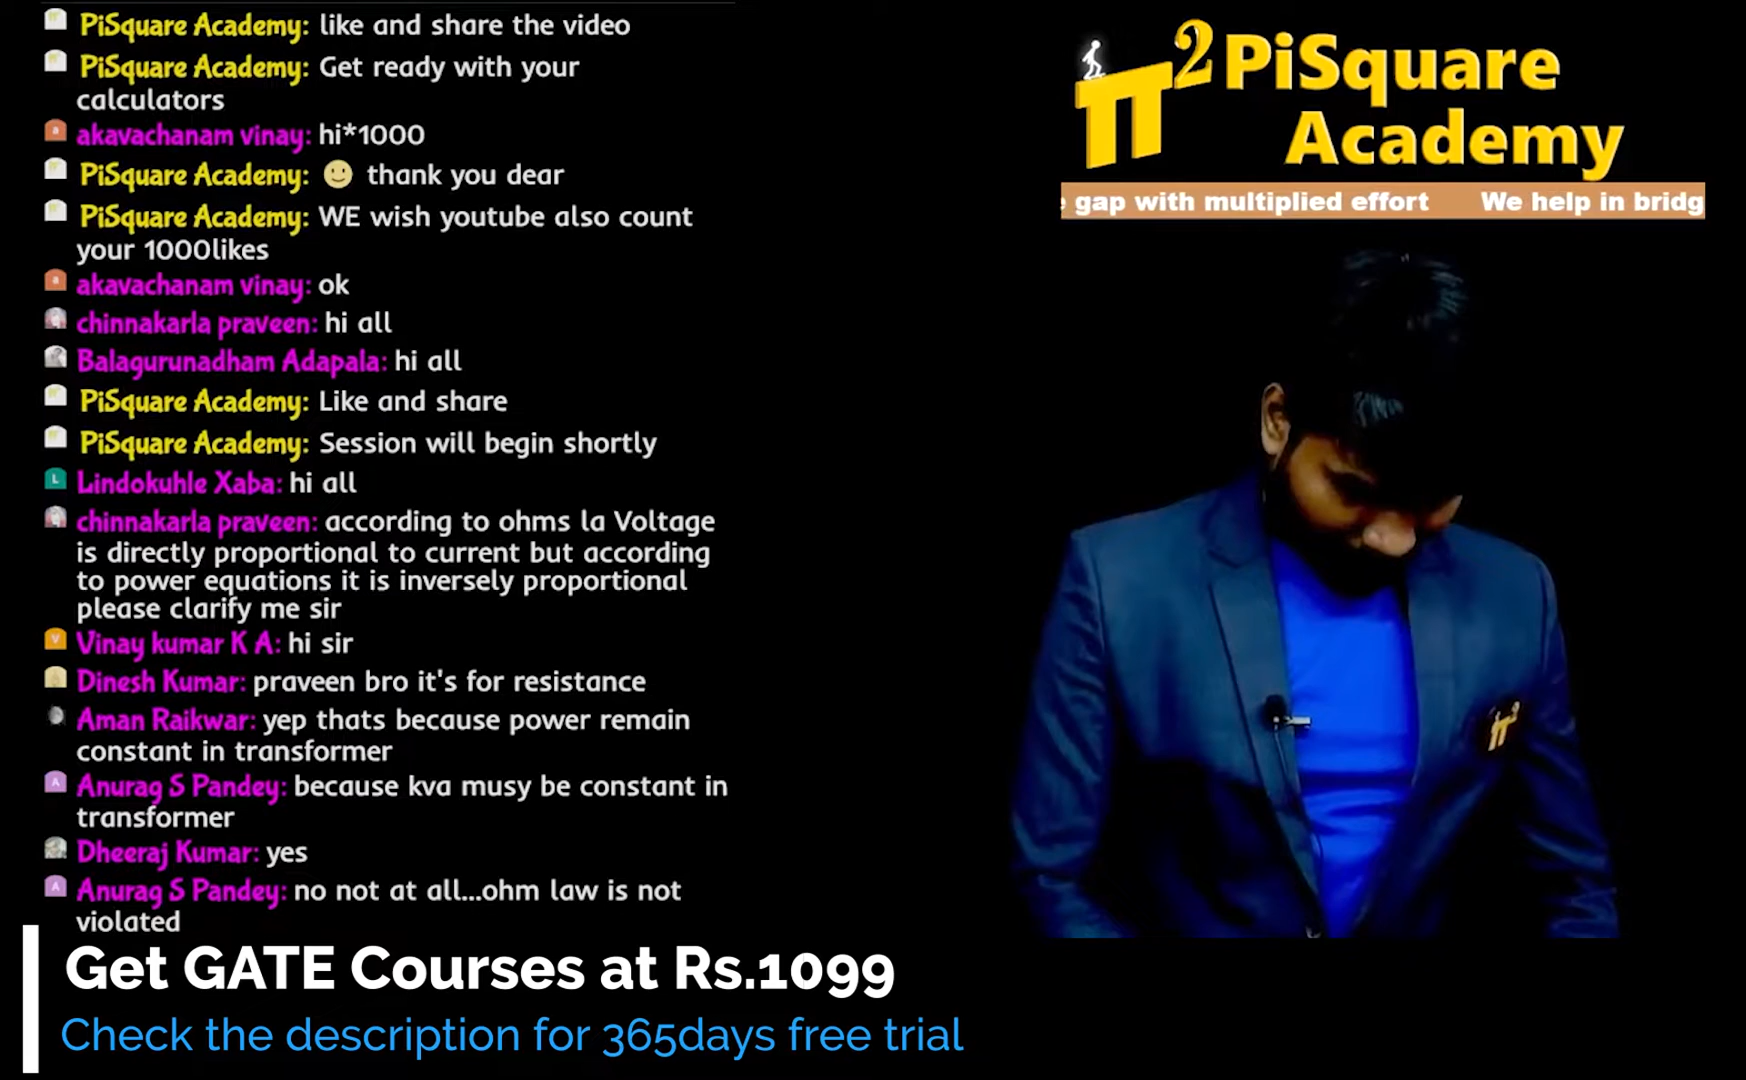 PiSquare Academy: like and share the video
PiSquare Academy: Get ready with your
calculators
akavachanam vinay: hi*1000
PiSquare Academy: 🙂 thank you dear
PiSquare Academy: WE wish youtube also count
your 1000likes
akavachanam vinay: ok
chinnakarla praveen: hi all
Balagurunadham Adapala: hi all
PiSquare Academy: Like and share
PiSquare Academy: Session will begin shortly
L
Lindokuhle Xaba: hi all
chinnakarla praveen: according to ohms la Voltage
is directly proportional to current but according
to power equations it is inversely proportional
please clarify me sir
V
Vinay kumar K A: hi sir
Dinesh Kumar: praveen bro it's for resistance
Aman Raikwar: yep thats because power remain
constant in transformer
A
Anurag S Pandey: because kva musy be constant in
transformer
Dheeraj Kumar: yes
A
Anurag S Pandey: no not at all...ohm law is not
violated
Get GATE Courses at Rs.1099
Check the description for 365days free trial
π² PiSquare
Academy
gap with multiplied effort We help in bridg
π²